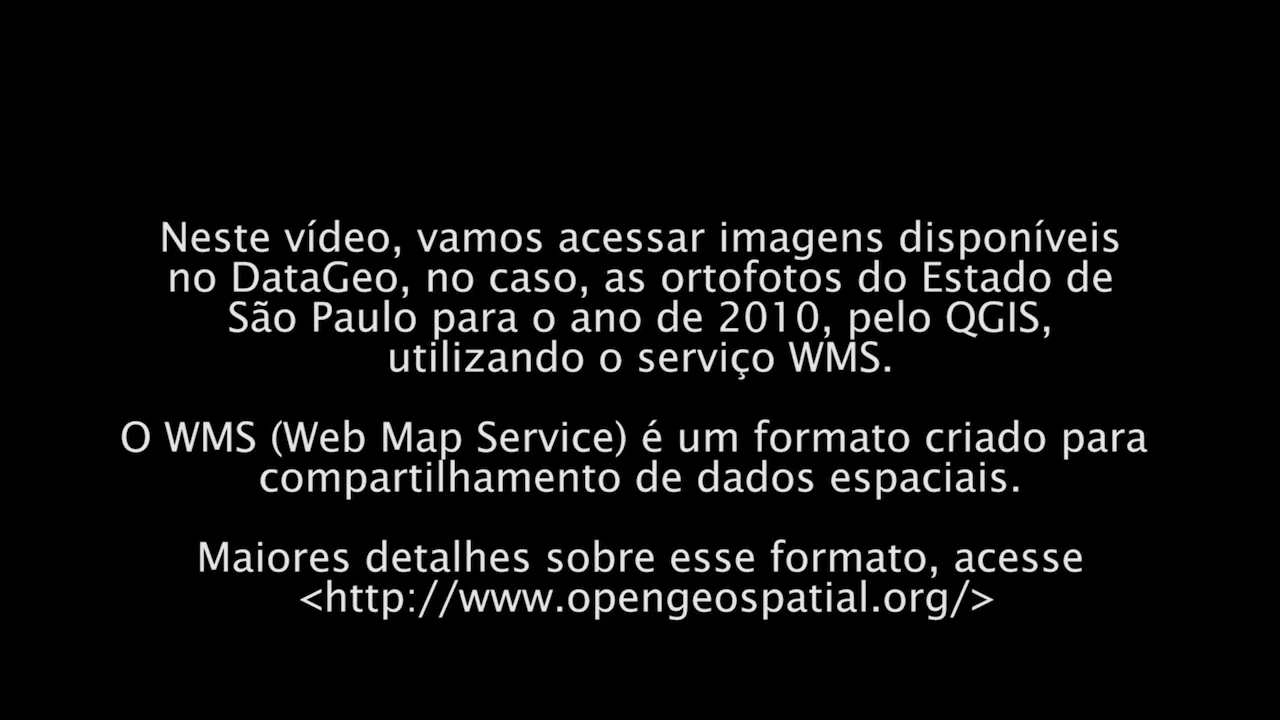 Neste vídeo, vamos acessar imagens disponíveis
no DataGeo, no caso, as ortofotos do Estado de
São Paulo para o ano de 2010, pelo QGIS,
utilizando o serviço WMS.
O WMS (Web Map Service) é um formato criado para
compartilhamento de dados espaciais.
Maiores detalhes sobre esse formato, acesse
<http://www.opengeospatial.org/>